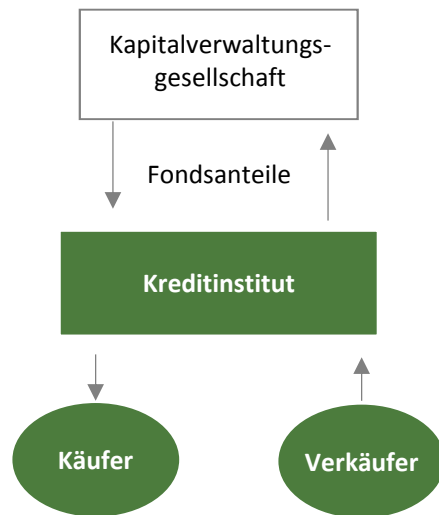 Kapitalverwaltungs-
gesellschaft
Fondsanteile
Kreditinstitut
Käufer
Verkäufer